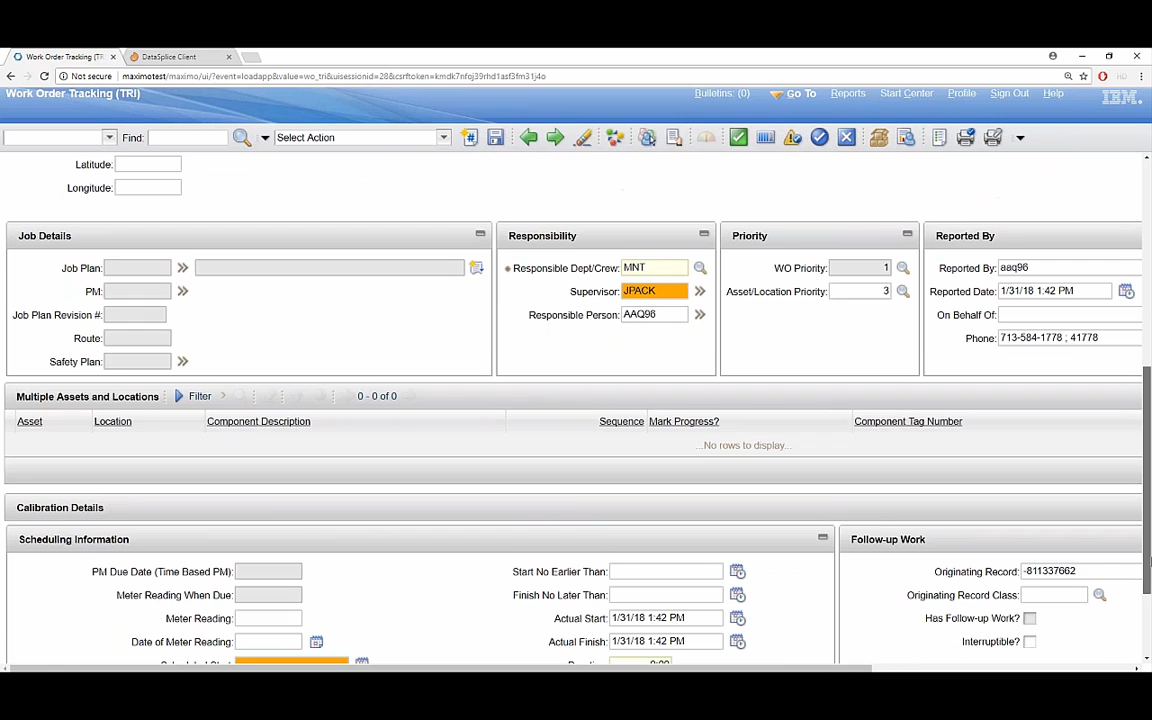 Work Order Tracking (TRI
DataSplice Client
Not secure maximotest/maximo/ui/?event=loadapp&value=wo_tri&uisessionid=28&csrftoken=kmdk7nfoj39rhd1asf3fm31j4o
Work Order Tracking (TRI)
Bulletins: (0) Go To Reports Start Center Profile Sign Out Help
IBM.
Find: Select Action
Latitude:
Longitude:
Job Details Responsibility Priority Reported By
Job Plan: Responsible Dept/Crew: MNT WO Priority: 1 Reported By: aaq96
PM: Supervisor: JPACK Asset/Location Priority: 3 Reported Date: 1/31/18 1:42 PM
Job Plan Revision #: Responsible Person: AAQ96 On Behalf Of:
Route: Phone: 713-584-1778 ; 41778
Safety Plan:
Multiple Assets and Locations Filter 0 - 0 of 0
Asset Location Component Description Sequence Mark Progress? Component Tag Number
...No rows to display...
Calibration Details
Scheduling Information Follow-up Work
PM Due Date (Time Based PM): Start No Earlier Than: Originating Record: -811337662
Meter Reading When Due: Finish No Later Than: Originating Record Class:
Meter Reading: Actual Start: 1/31/18 1:42 PM Has Follow-up Work?
Date of Meter Reading: Actual Finish: 1/31/18 1:42 PM Interruptible?